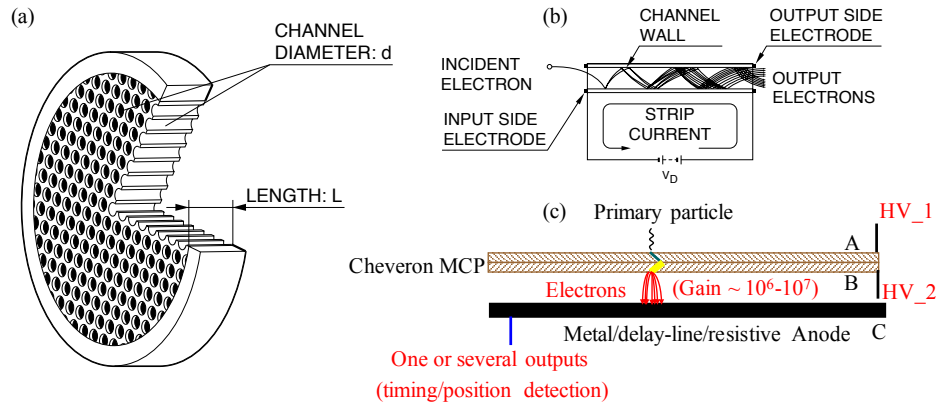 (a)
CHANNEL
DIAMETER: d
LENGTH: L
(b)
CHANNEL
WALL
OUTPUT SIDE
ELECTRODE
INCIDENT
ELECTRON
OUTPUT
ELECTRONS
INPUT SIDE
ELECTRODE
STRIP
CURRENT
VD
(c)
Primary particle
HV_1
A
Cheveron MCP
B
Electrons
(Gain ~ 10⁶-10⁷)
HV_2
Metal/delay-line/resistive Anode
C
One or several outputs
(timing/position detection)